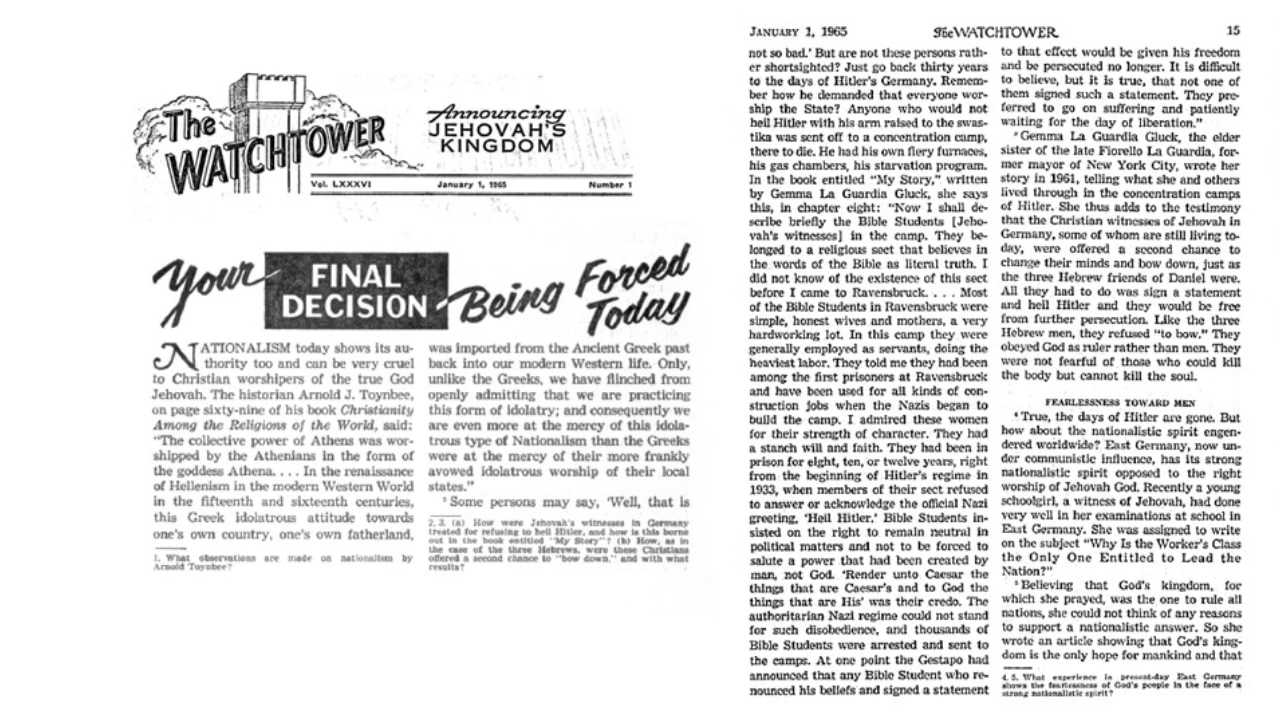 The
WATCHTOWER
Announcing
JEHOVAH'S
KINGDOM
Vol. LXXXVI January 1, 1965 Number 1
Your FINAL DECISION Being Forced Today
NATIONALISM today shows its au-
thority too and can be very cruel
to Christian worshipers of the true God
Jehovah. The historian Arnold J. Toynbee,
on page sixty-nine of his book Christianity
Among the Religions of the World, said:
"The collective power of Athens was wor-
shipped by the Athenians in the form of
the goddess Athena. . . . In the renaissance
of Hellenism in the modern Western World
in the fifteenth and sixteenth centuries,
this Greek idolatrous attitude towards
one's own country, one's own fatherland,
1. What observations are made on nationalism by
Arnold Toynbee?
was imported from the Ancient Greek past
back into our modern Western life. Only,
unlike the Greeks, we have flinched from
openly admitting that we are practicing
this form of idolatry; and consequently we
are even more at the mercy of this idola-
trous type of Nationalism than the Greeks
were at the mercy of their more frankly
avowed idolatrous worship of their local
states."
² Some persons may say, 'Well, that is
2, 3. (a) How were Jehovah's witnesses in Germany
treated for refusing to heil Hitler, and how is this borne
out in the book entitled "My Story"? (b) How, as in
the case of the three Hebrews, were these Christians
offered a second chance to "bow down," and with what
results?
JANUARY 1, 1965 The WATCHTOWER 15
not so bad.' But are not these persons rath-
er shortsighted? Just go back thirty years
to the days of Hitler's Germany. Remem-
ber how he demanded that everyone wor-
ship the State? Anyone who would not
heil Hitler with his arm raised to the swas-
tika was sent off to a concentration camp,
there to die. He had his own fiery furnaces,
his gas chambers, his starvation program.
In the book entitled "My Story," written
by Gemma La Guardia Gluck, she says
this, in chapter eight: "Now I shall de-
scribe briefly the Bible Students [Jeho-
vah's witnesses] in the camp. They be-
longed to a religious sect that believes in
the words of the Bible as literal truth. I
did not know of the existence of this sect
before I came to Ravensbruck. . . . Most
of the Bible Students in Ravensbruck were
simple, honest wives and mothers, a very
hardworking lot. In this camp they were
generally employed as servants, doing the
heaviest labor. They told me they had been
among the first prisoners at Ravensbruck
and have been used for all kinds of con-
struction jobs when the Nazis began to
build the camp. I admired these women
for their strength of character. They had
a stanch will and faith. They had been in
prison for eight, ten, or twelve years, right
from the beginning of Hitler's regime in
1933, when members of their sect refused
to answer or acknowledge the official Nazi
greeting, 'Heil Hitler.' Bible Students in-
sisted on the right to remain neutral in
political matters and not to be forced to
salute a power that had been created by
man, not God. 'Render unto Caesar the
things that are Caesar's and to God the
things that are His' was their credo. The
authoritarian Nazi regime could not stand
for such disobedience, and thousands of
Bible Students were arrested and sent to
the camps. At one point the Gestapo had
announced that any Bible Student who re-
nounced his beliefs and signed a statement
to that effect would be given his freedom
and be persecuted no longer. It is difficult
to believe, but it is true, that not one of
them signed such a statement. They pre-
ferred to go on suffering and patiently
waiting for the day of liberation."
³ Gemma La Guardia Gluck, the elder
sister of the late Fiorello La Guardia, for-
mer mayor of New York City, wrote her
story in 1961, telling what she and others
lived through in the concentration camps
of Hitler. She thus adds to the testimony
that the Christian witnesses of Jehovah in
Germany, some of whom are still living to-
day, were offered a second chance to
change their minds and bow down, just as
the three Hebrew friends of Daniel were.
All they had to do was sign a statement
and heil Hitler and they would be free
from further persecution. Like the three
Hebrew men, they refused "to bow." They
obeyed God as ruler rather than men. They
were not fearful of those who could kill
the body but cannot kill the soul.
FEARLESSNESS TOWARD MEN
⁴ True, the days of Hitler are gone. But
how about the nationalistic spirit engen-
dered worldwide? East Germany, now un-
der communistic influence, has its strong
nationalistic spirit opposed to the right
worship of Jehovah God. Recently a young
schoolgirl, a witness of Jehovah, had done
very well in her examinations at school in
East Germany. She was assigned to write
on the subject "Why Is the Worker's Class
the Only One Entitled to Lead the
Nation?"
⁵ Believing that God's kingdom, for
which she prayed, was the one to rule all
nations, she could not think of any reasons
to support a nationalistic answer. So she
wrote an article showing that God's king-
dom is the only hope for mankind and that
4, 5. What experience in present-day East Germany
shows the fearlessness of God's people in the face of a
strong nationalistic spirit?